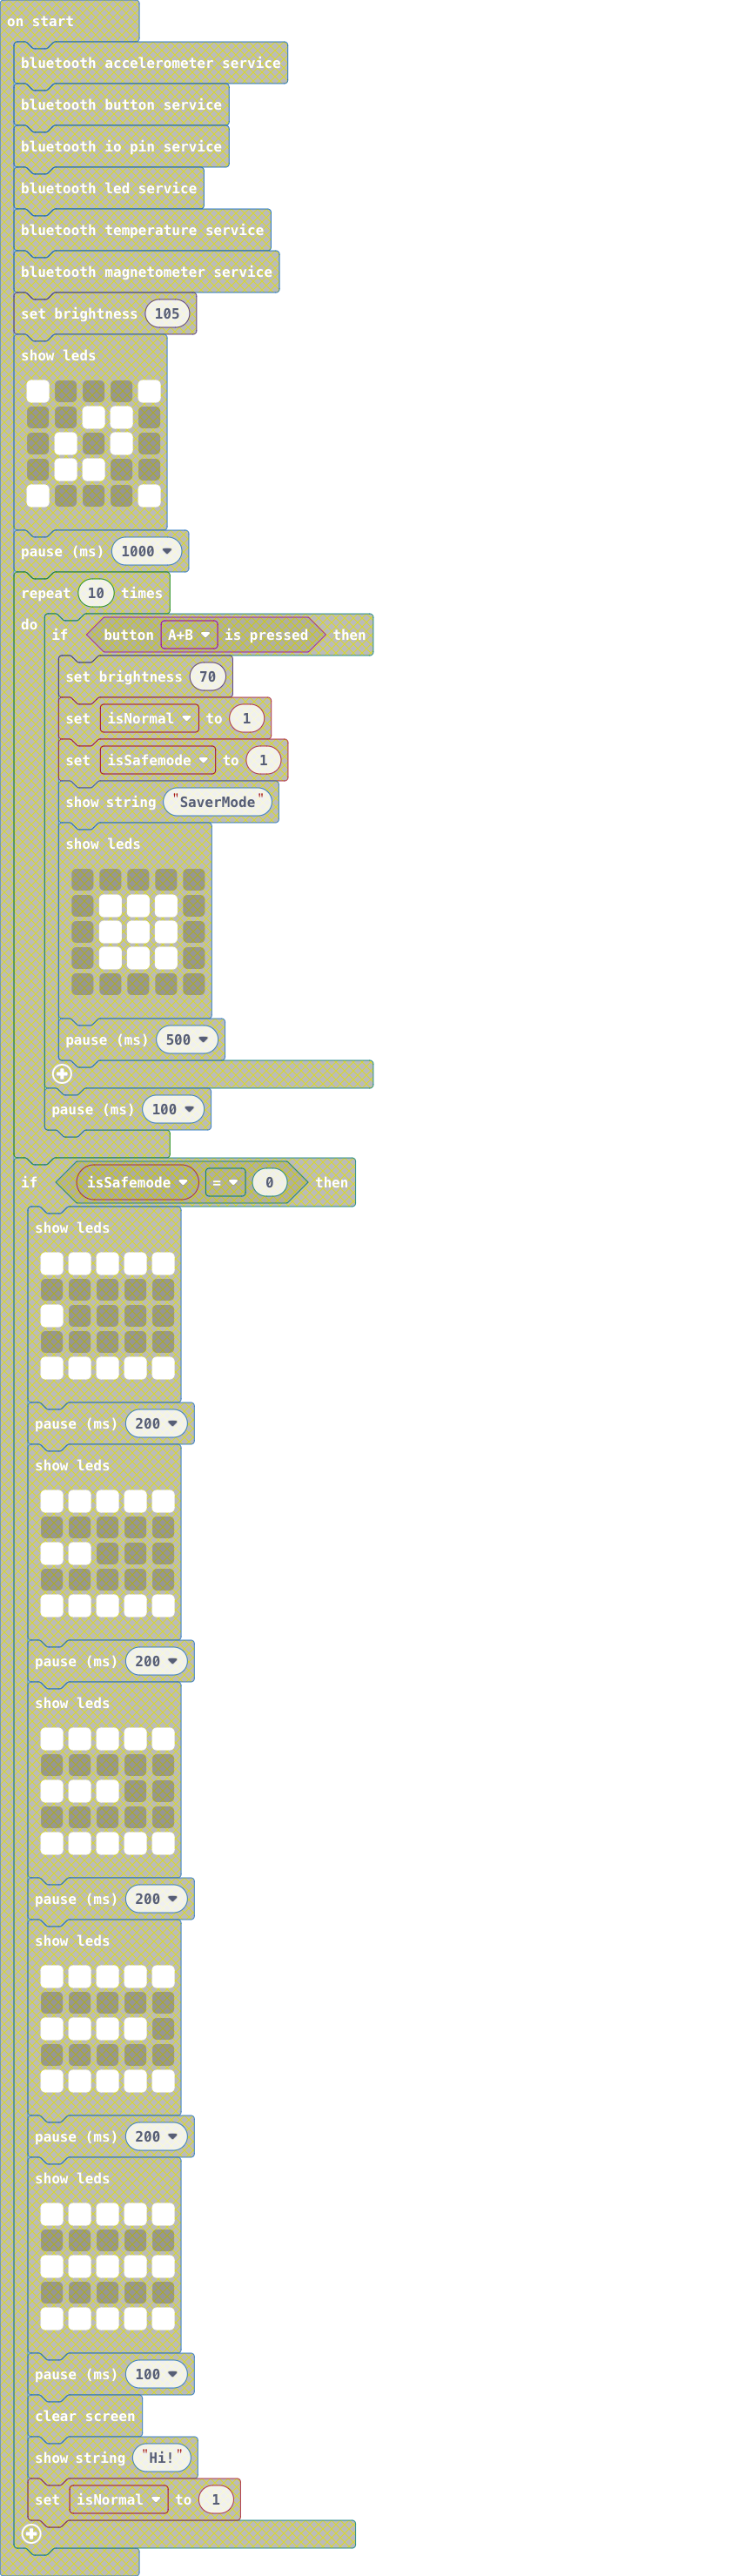 on start
bluetooth accelerometer service
bluetooth button service
bluetooth io pin service
bluetooth led service
bluetooth temperature service
bluetooth magnetometer service
set brightness 105
show leds
pause (ms) 1000
repeat 10 times
do if button A+B is pressed then
set brightness 70
set isNormal to 1
set isSafemode to 1
show string "SaverMode"
show leds
pause (ms) 500
pause (ms) 100
if isSafemode = 0 then
show leds
pause (ms) 200
show leds
pause (ms) 200
show leds
pause (ms) 200
show leds
pause (ms) 200
show leds
pause (ms) 100
clear screen
show string "Hi!"
set isNormal to 1